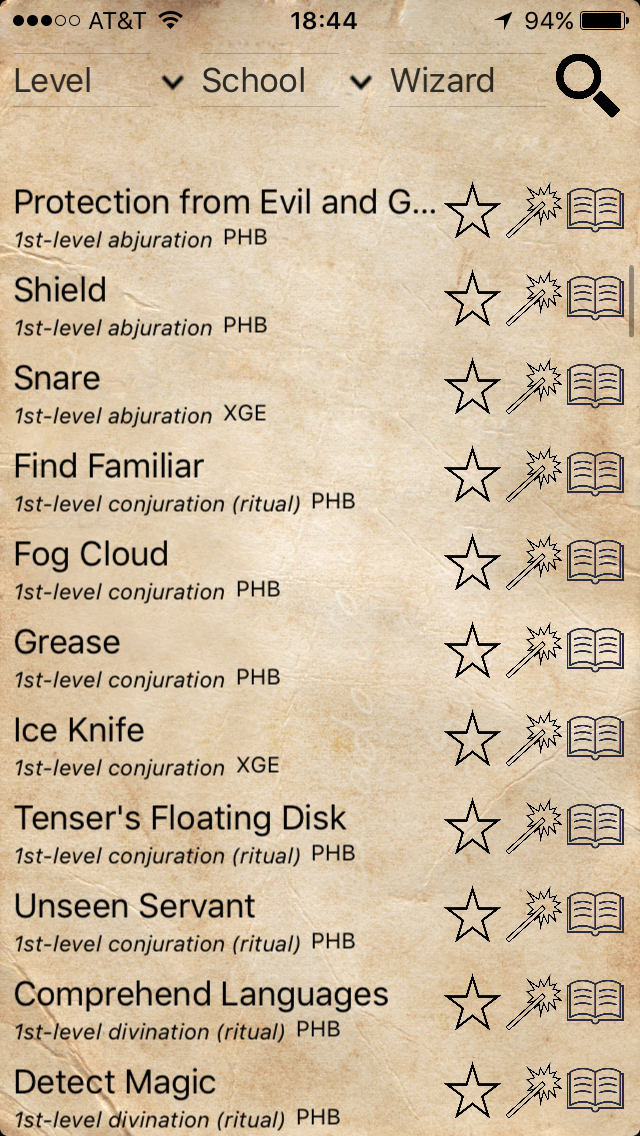 AT&T 18:44 94%
Level School Wizard
Protection from Evil and G...
1st-level abjuration PHB
Shield
1st-level abjuration PHB
Snare
1st-level abjuration XGE
Find Familiar
1st-level conjuration (ritual) PHB
Fog Cloud
1st-level conjuration PHB
Grease
1st-level conjuration PHB
Ice Knife
1st-level conjuration XGE
Tenser's Floating Disk
1st-level conjuration (ritual) PHB
Unseen Servant
1st-level conjuration (ritual) PHB
Comprehend Languages
1st-level divination (ritual) PHB
Detect Magic
1st-level divination (ritual) PHB